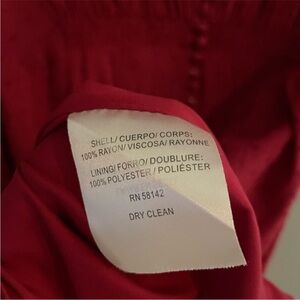 SHELL/ CUERPO/ CORPS:
100% RAYON/ VISCOSA/ RAYONNE
LINING/ FORRO/ DOUBLURE:
100% POLYESTER / POLIÉSTER
RN 58142
DRY CLEAN